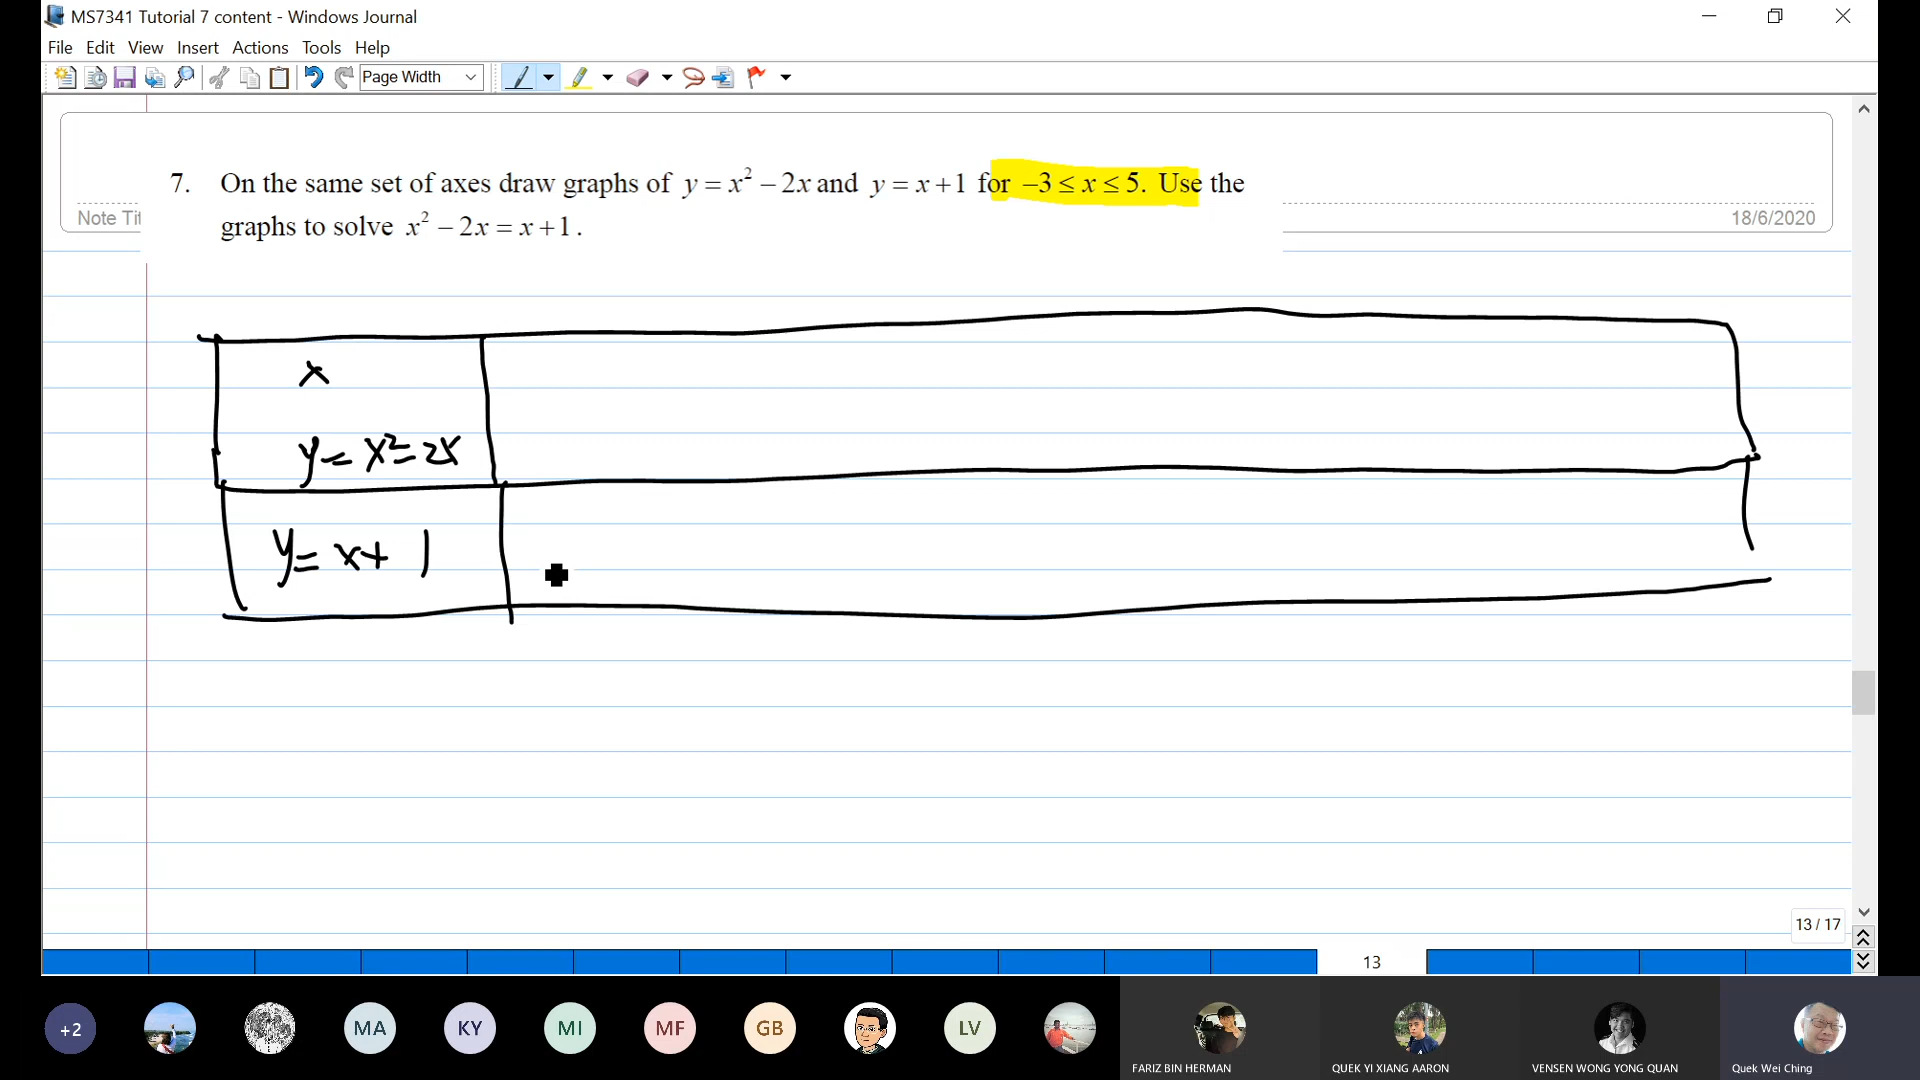 MS7341 Tutorial 7 content - Windows Journal
File Edit View Insert Actions Tools Help
Page Width
7. On the same set of axes draw graphs of y = x² – 2x and y = x + 1 for –3 ≤ x ≤ 5. Use the
graphs to solve x² – 2x = x + 1.
Note Tit
18/6/2020
x
y = x² – 2x
y = x + 1
13 / 17
13
+2
MA
KY
MI
MF
GB
LV
FARIZ BIN HERMAN
QUEK YI XIANG AARON
VENSEN WONG YONG QUAN
Quek Wei Ching